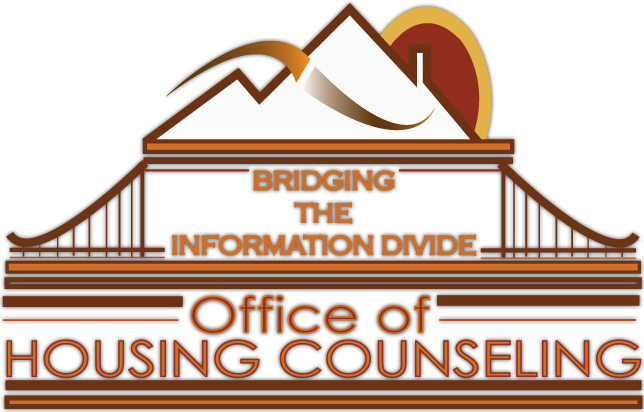 BRIDGING
THE
INFORMATION DIVIDE
Office of
HOUSING COUNSELING